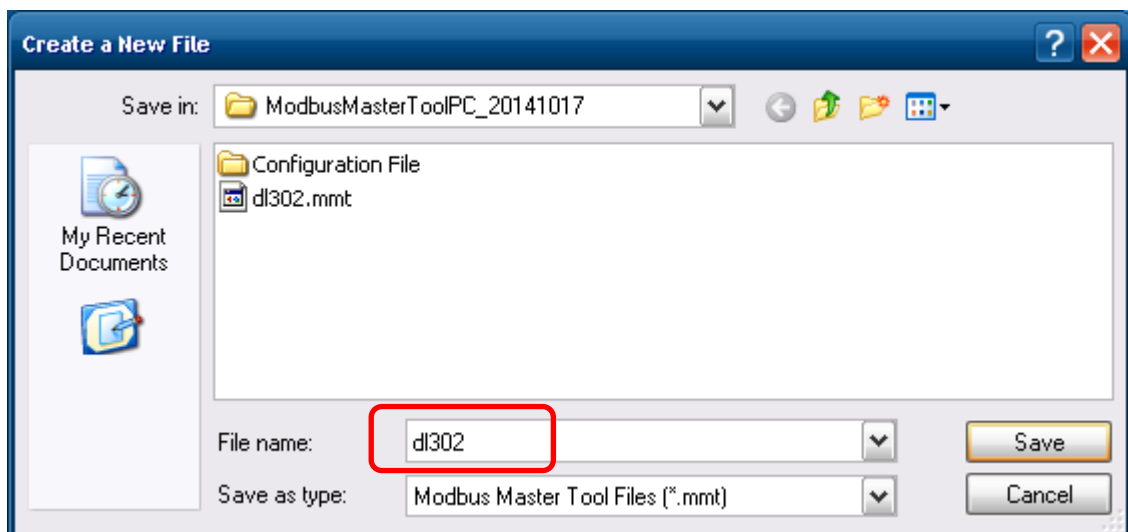 Create a New File
Save in: ModbusMasterToolPC_20141017
Configuration File
dl302.mmt
My Recent
Documents
File name: dl302
Save
Save as type: Modbus Master Tool Files (*.mmt)
Cancel